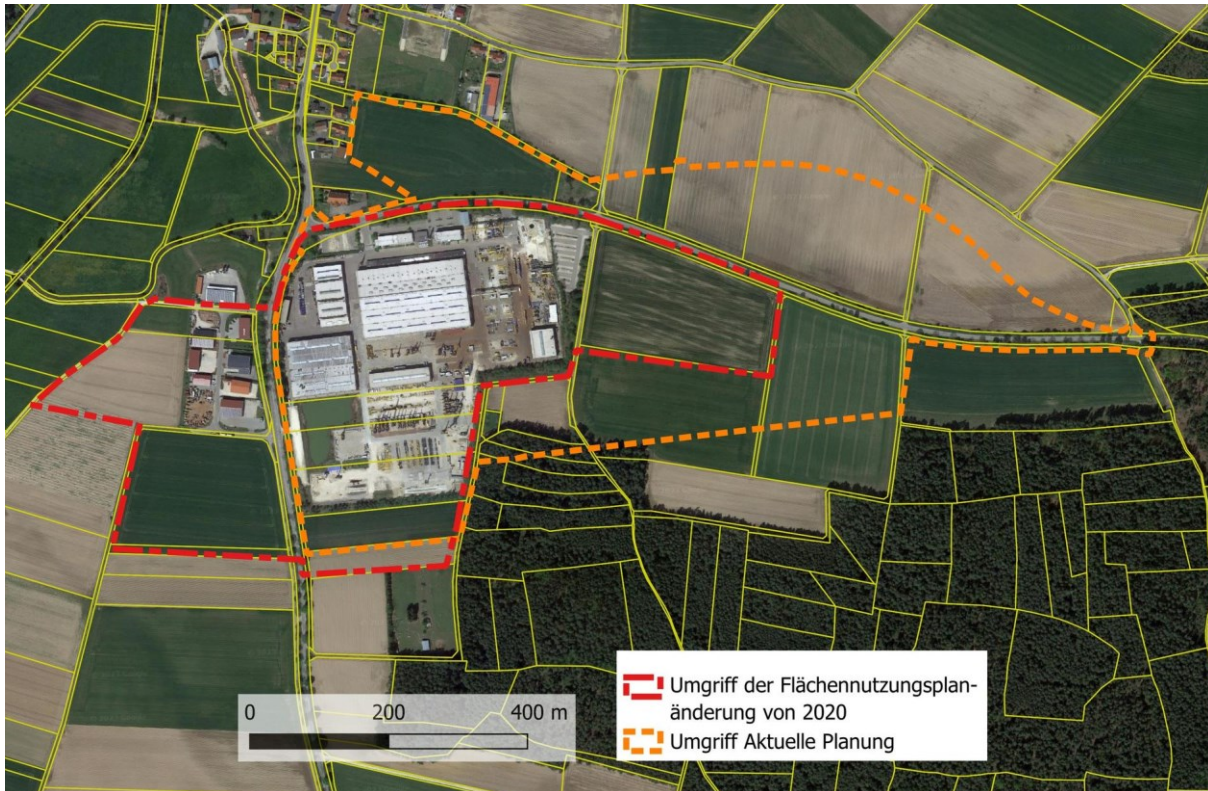 Umgriff der Flächennutzungsplan-
änderung von 2020
Umgriff Aktuelle Planung
0 200 400 m